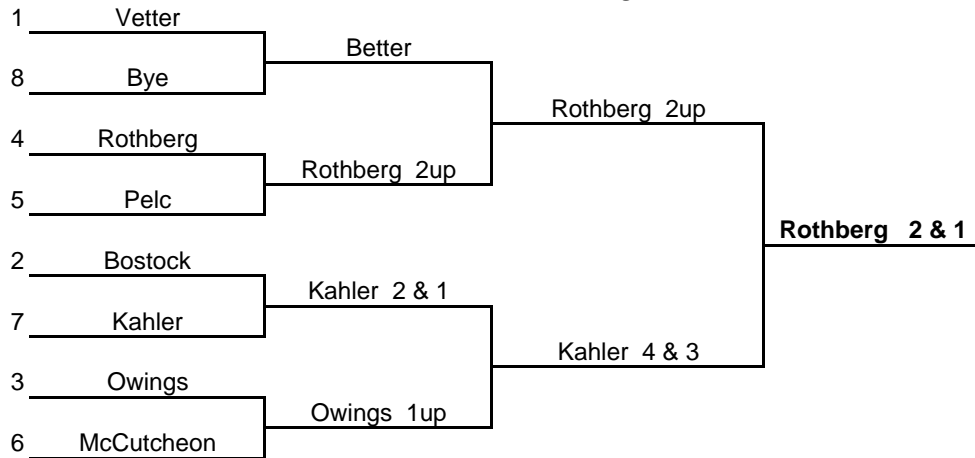 1 Vetter
Better
8 Bye
Rothberg 2up
4 Rothberg
Rothberg 2up
5 Pelc
Rothberg 2 & 1
2 Bostock
Kahler 2 & 1
7 Kahler
Kahler 4 & 3
3 Owings
Owings 1up
6 McCutcheon